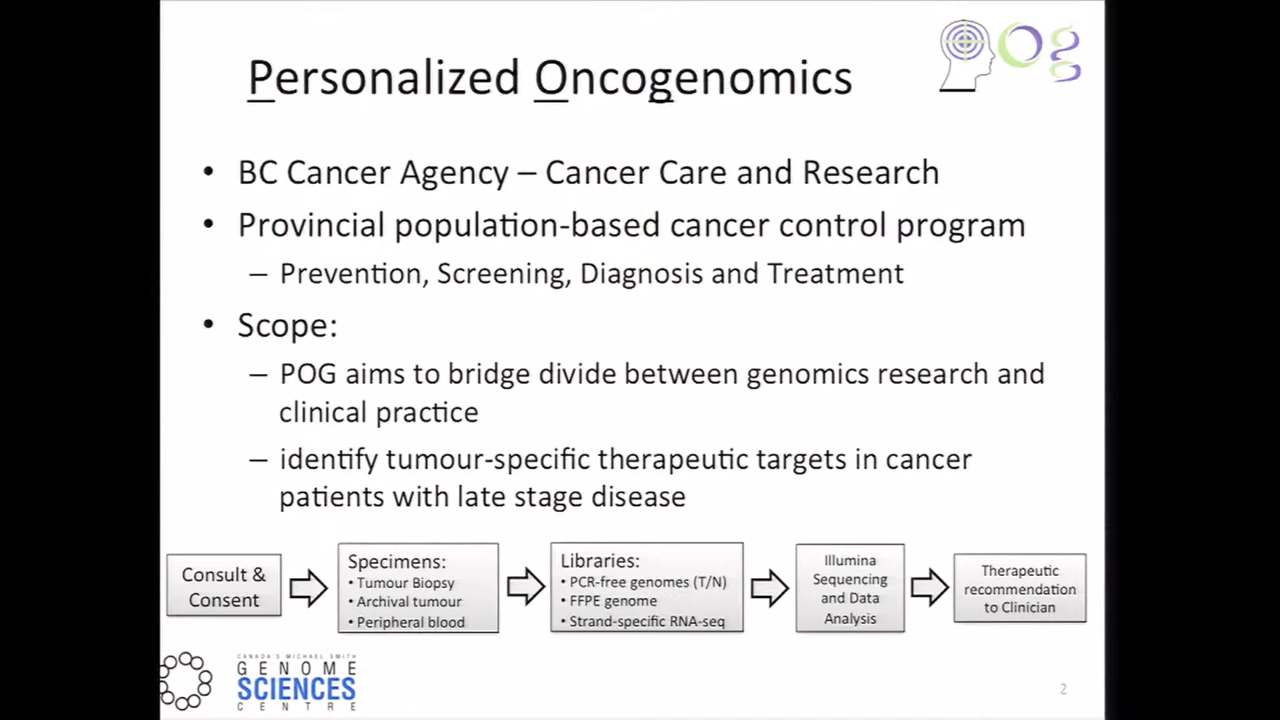 Og
Personalized Oncogenomics
• BC Cancer Agency – Cancer Care and Research
• Provincial population-based cancer control program
– Prevention, Screening, Diagnosis and Treatment
• Scope:
– POG aims to bridge divide between genomics research and
clinical practice
– identify tumour-specific therapeutic targets in cancer
patients with late stage disease
Consult &
Consent
Specimens:
• Tumour Biopsy
• Archival tumour
• Peripheral blood
Libraries:
• PCR-free genomes (T/N)
• FFPE genome
• Strand-specific RNA-seq
Illumina
Sequencing
and Data
Analysis
Therapeutic
recommendation
to Clinician
CANADA'S MICHAEL SMITH
GENOME
SCIENCES
CENTRE
2